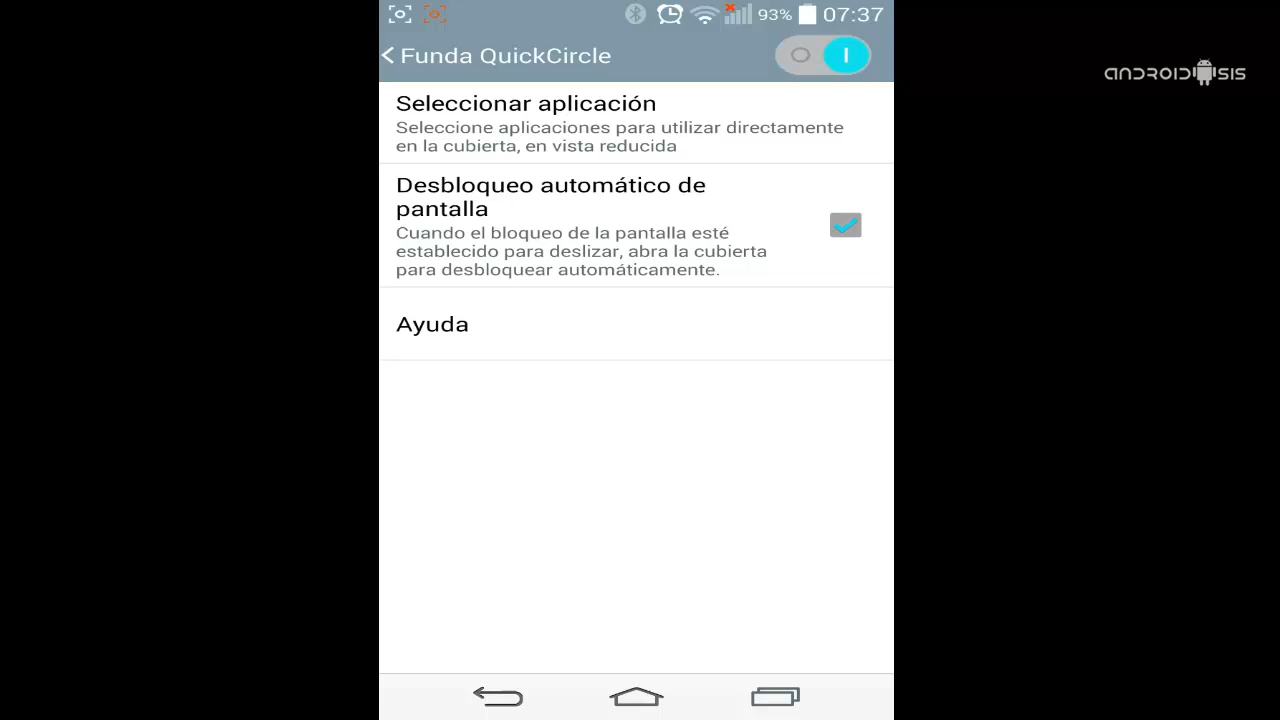 93% 07:37
Funda QuickCircle
ANDROIDSIS
Seleccionar aplicación
Seleccione aplicaciones para utilizar directamente
en la cubierta, en vista reducida
Desbloqueo automático de
pantalla
Cuando el bloqueo de la pantalla esté
establecido para deslizar, abra la cubierta
para desbloquear automáticamente.
Ayuda